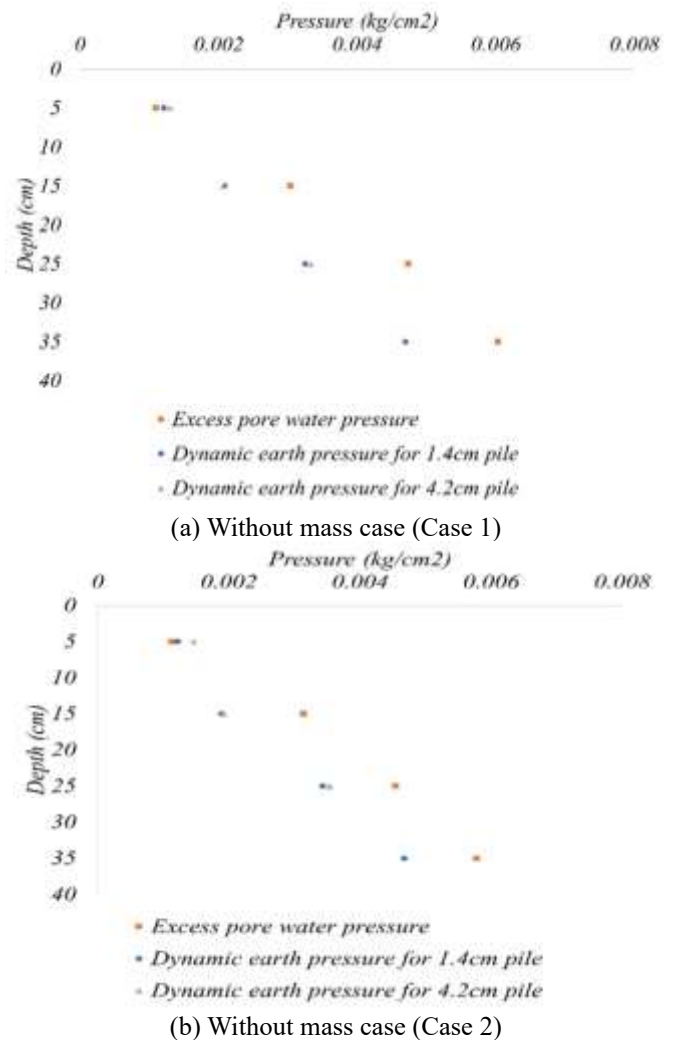 Pressure (kg/cm2)
0 0.002 0.004 0.006 0.008
0
5
10
15
20
25
30
35
40
Depth (cm)
Excess pore water pressure
Dynamic earth pressure for 1.4cm pile
Dynamic earth pressure for 4.2cm pile
(a) Without mass case (Case 1)
Pressure (kg/cm2)
0 0.002 0.004 0.006 0.008
0
5
10
15
20
25
30
35
40
Depth (cm)
Excess pore water pressure
Dynamic earth pressure for 1.4cm pile
Dynamic earth pressure for 4.2cm pile
(b) Without mass case (Case 2)